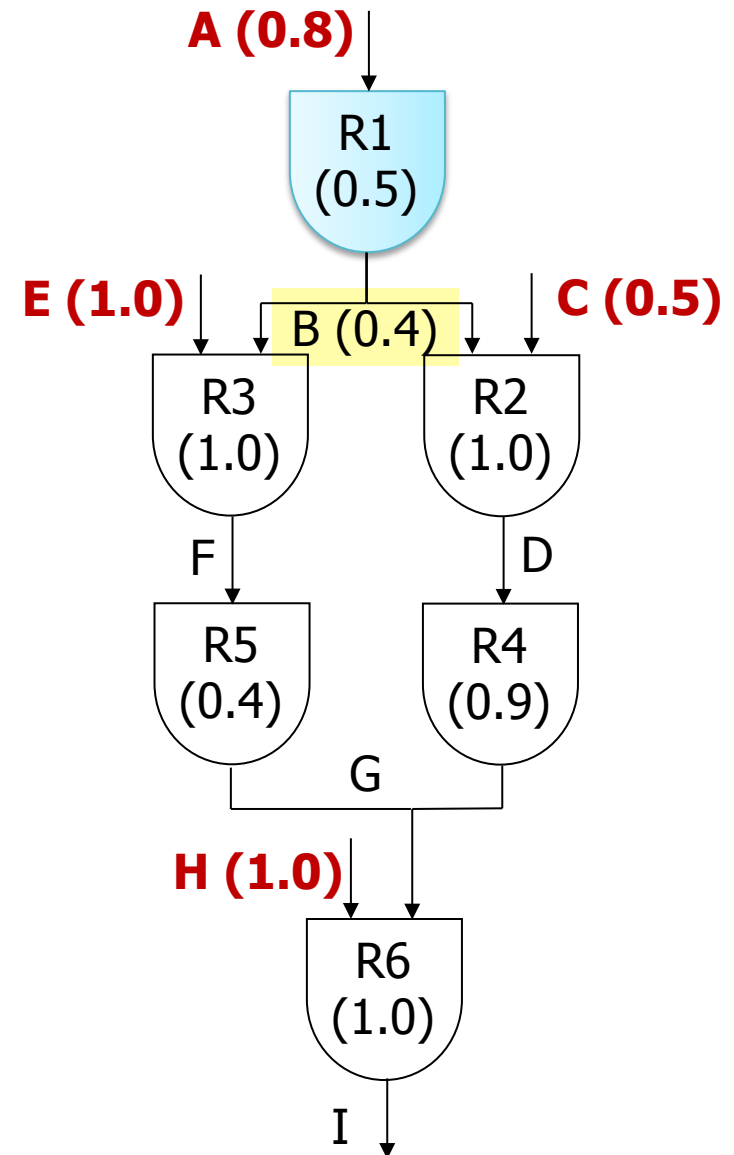 A (0.8)
R1
(0.5)
E (1.0)
B (0.4)
C (0.5)
R3
(1.0)
R2
(1.0)
F
D
R5
(0.4)
R4
(0.9)
G
H (1.0)
R6
(1.0)
I